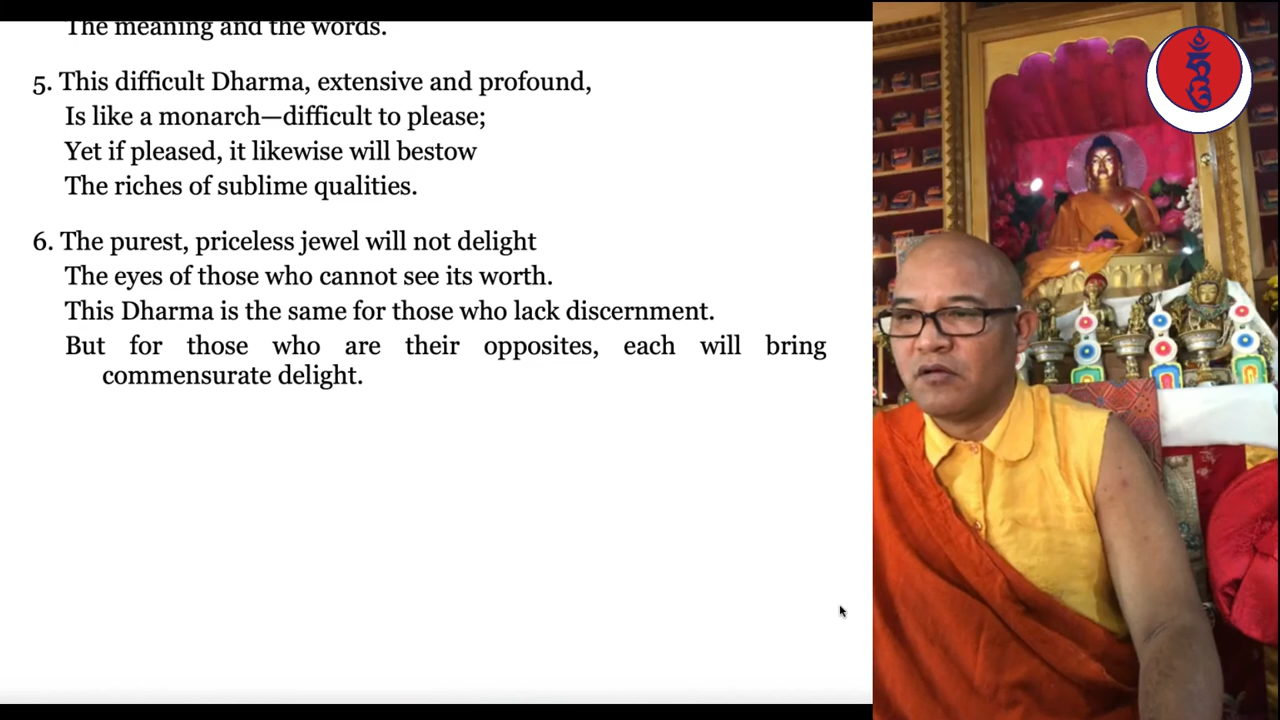 The meaning and the words.
5. This difficult Dharma, extensive and profound,
Is like a monarch—difficult to please;
Yet if pleased, it likewise will bestow
The riches of sublime qualities.
6. The purest, priceless jewel will not delight
The eyes of those who cannot see its worth.
This Dharma is the same for those who lack discernment.
But for those who are their opposites, each will bring
commensurate delight.